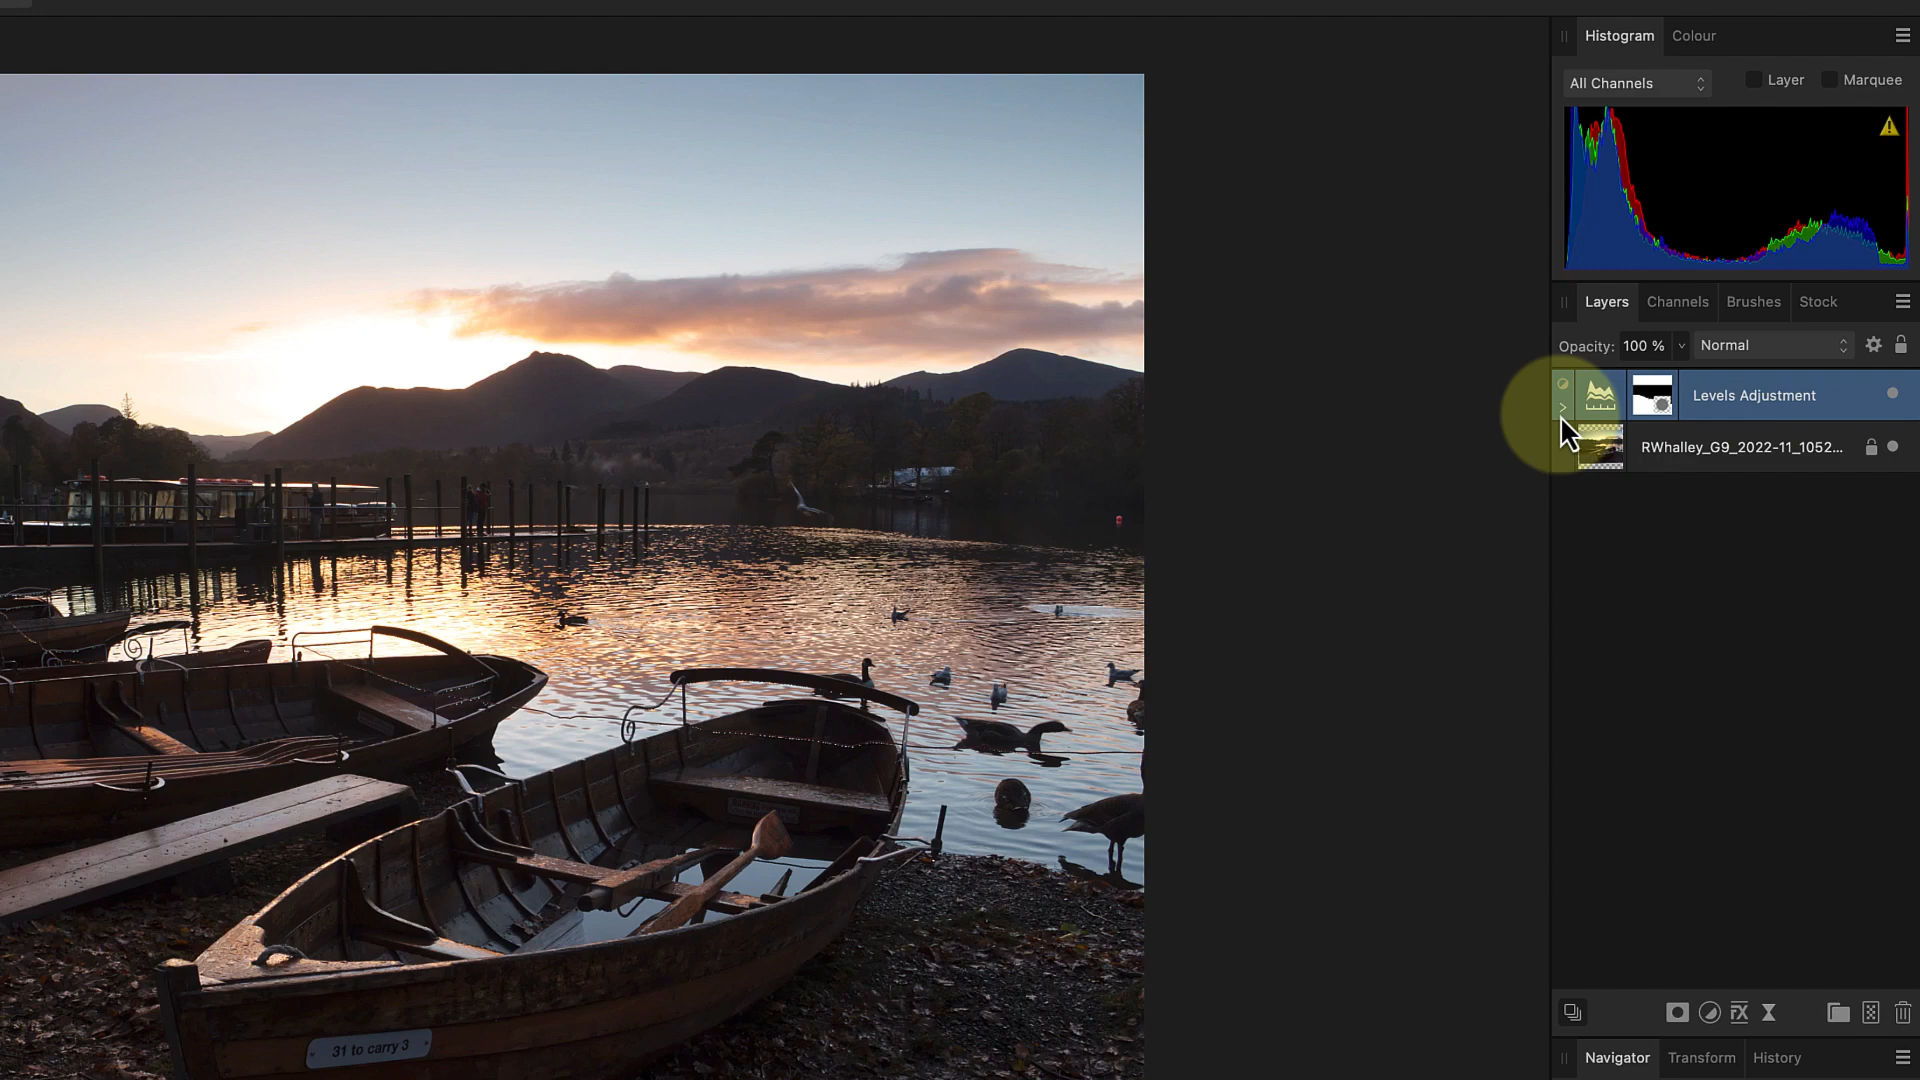 Histogram Colour
All Channels Layer Marquee
Layers Channels Brushes Stock
Opacity: 100 % Normal
Levels Adjustment
RWhalley_G9_2022-11_1052...
31 to carry 3
FX
Navigator Transform History